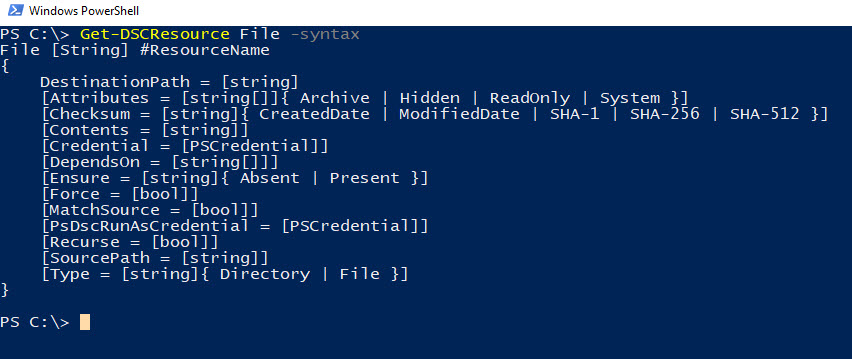 Windows PowerShell
PS C:\> Get-DSCResource File -syntax
File [String] #ResourceName
{
    DestinationPath = [string]
    [Attributes = [string[]]{ Archive | Hidden | ReadOnly | System }]
    [Checksum = [string]{ CreatedDate | ModifiedDate | SHA-1 | SHA-256 | SHA-512 }]
    [Contents = [string]]
    [Credential = [PSCredential]]
    [DependsOn = [string[]]]
    [Ensure = [string]{ Absent | Present }]
    [Force = [bool]]
    [MatchSource = [bool]]
    [PsDscRunAsCredential = [PSCredential]]
    [Recurse = [bool]]
    [SourcePath = [string]]
    [Type = [string]{ Directory | File }]
}
PS C:\>